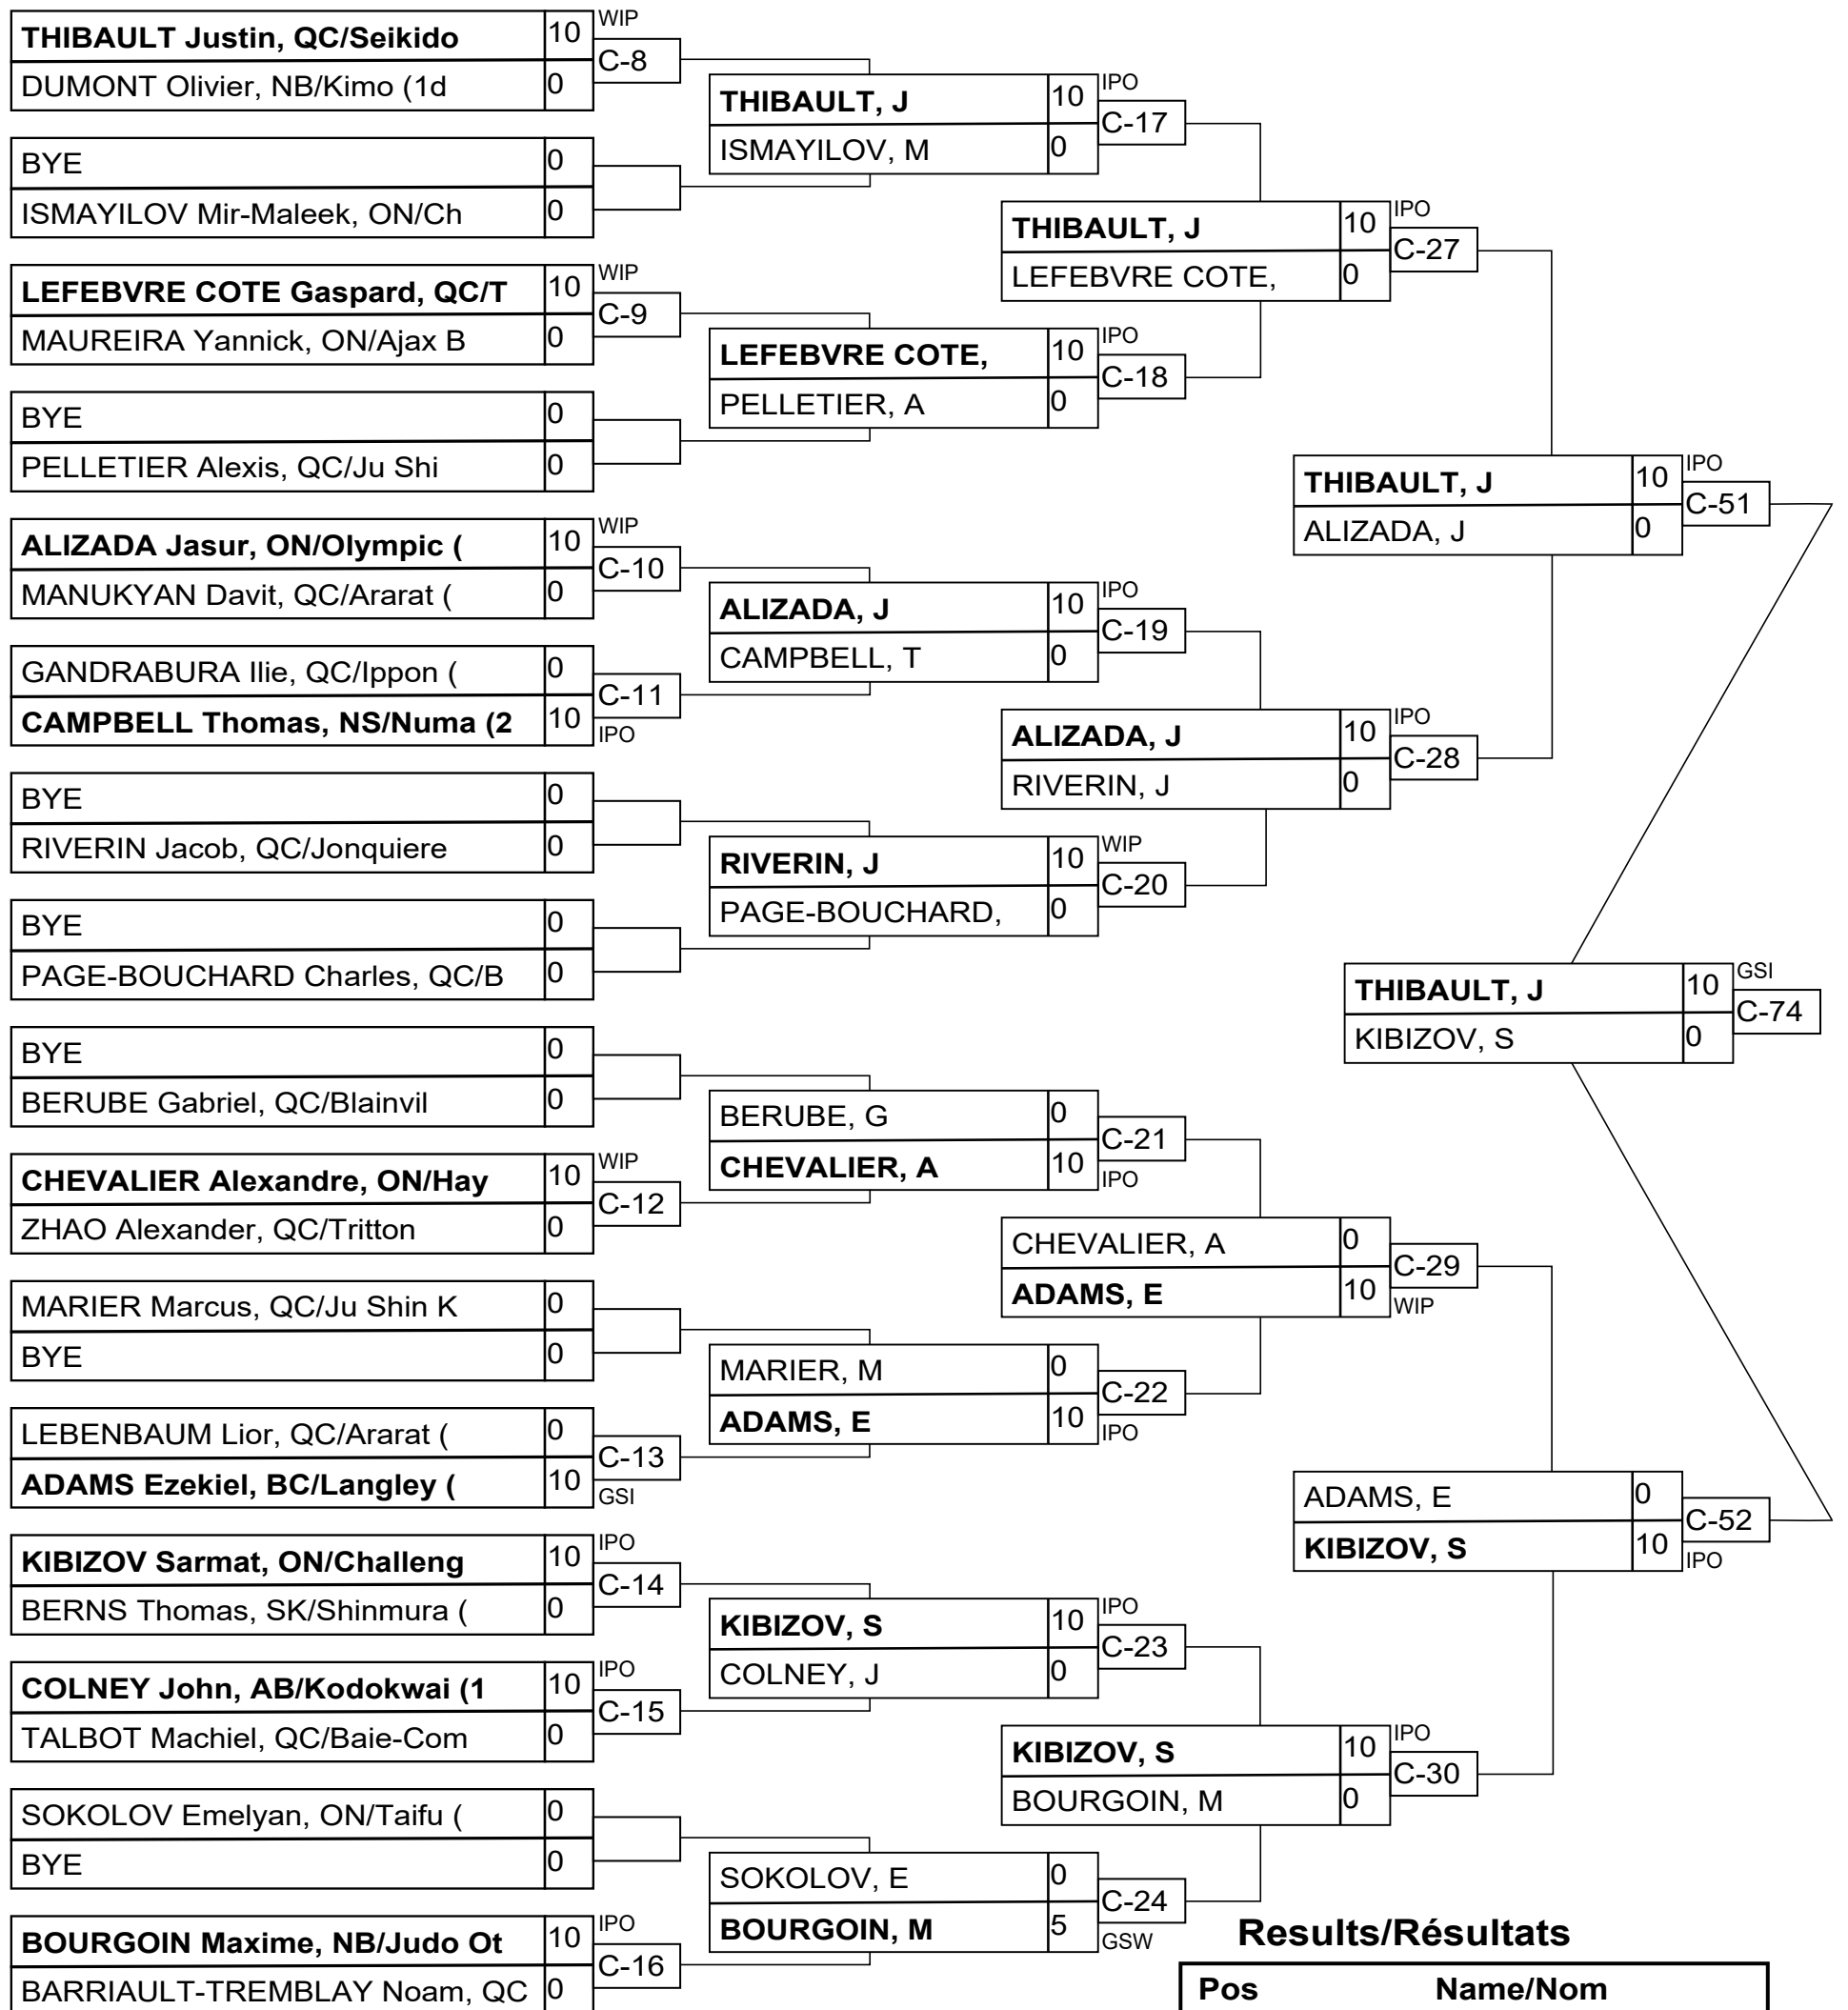 THIBAULT Justin, QC/Seikido 10 WIP
C-8
DUMONT Olivier, NB/Kimo (1d 0
BYE 0
ISMAYILOV Mir-Maleek, ON/Ch 0
LEFEBVRE COTE Gaspard, QC/T 10 WIP
C-9
MAUREIRA Yannick, ON/Ajax B 0
BYE 0
PELLETIER Alexis, QC/Ju Shi 0
ALIZADA Jasur, ON/Olympic ( 10 WIP
C-10
MANUKYAN Davit, QC/Ararat ( 0
GANDRABURA Ilie, QC/Ippon ( 0
C-11
CAMPBELL Thomas, NS/Numa (2 10 IPO
BYE 0
RIVERIN Jacob, QC/Jonquiere 0
BYE 0
PAGE-BOUCHARD Charles, QC/B 0
BYE 0
BERUBE Gabriel, QC/Blainvil 0
CHEVALIER Alexandre, ON/Hay 10 WIP
C-12
ZHAO Alexander, QC/Tritton 0
MARIER Marcus, QC/Ju Shin K 0
BYE 0
LEBENBAUM Lior, QC/Ararat ( 0
C-13
ADAMS Ezekiel, BC/Langley ( 10 GSI
KIBIZOV Sarmat, ON/Challeng 10 IPO
C-14
BERNS Thomas, SK/Shinmura ( 0
COLNEY John, AB/Kodokwai (1 10 IPO
C-15
TALBOT Machiel, QC/Baie-Com 0
SOKOLOV Emelyan, ON/Taifu ( 0
BYE 0
BOURGOIN Maxime, NB/Judo Ot 10 IPO
C-16
BARRIAULT-TREMBLAY Noam, QC 0
THIBAULT, J 10 IPO
C-17
ISMAYILOV, M 0
LEFEBVRE COTE, 10 IPO
C-18
PELLETIER, A 0
ALIZADA, J 10 IPO
C-19
CAMPBELL, T 0
RIVERIN, J 10 WIP
C-20
PAGE-BOUCHARD, 0
BERUBE, G 0
C-21
CHEVALIER, A 10 IPO
MARIER, M 0
C-22
ADAMS, E 10 IPO
KIBIZOV, S 10 IPO
C-23
COLNEY, J 0
SOKOLOV, E 0
C-24
BOURGOIN, M 5 GSW
THIBAULT, J 10 IPO
C-27
LEFEBVRE COTE, 0
ALIZADA, J 10 IPO
C-28
RIVERIN, J 0
CHEVALIER, A 0
C-29
ADAMS, E 10 WIP
KIBIZOV, S 10 IPO
C-30
BOURGOIN, M 0
THIBAULT, J 10 IPO
C-51
ALIZADA, J 0
ADAMS, E 0
C-52
KIBIZOV, S 10 IPO
THIBAULT, J 10 GSI
C-74
KIBIZOV, S 0
Results/Résultats
Pos Name/Nom